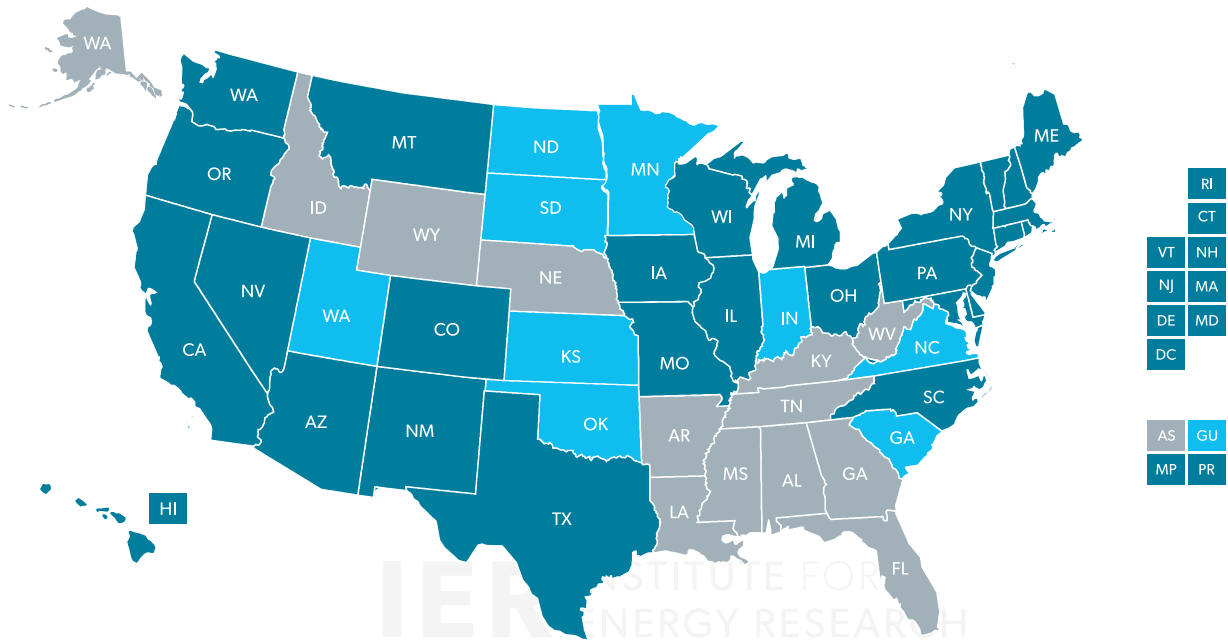 WA
WA
MT
ND
MN
ME
OR
ID
SD
WI
NY
RI
WY
MI
CT
NE
IA
PA
VT NH
NV
WA
CO
IL
IN
OH
NJ MA
CA
KS
MO
KY
WV
NC
DE MD
DC
AZ
NM
OK
AR
TN
SC
GA
AS GU
MS
AL
GA
MP PR
HI
TX
LA
FL
IER INSTITUTE FOR
ENERGY RESEARCH